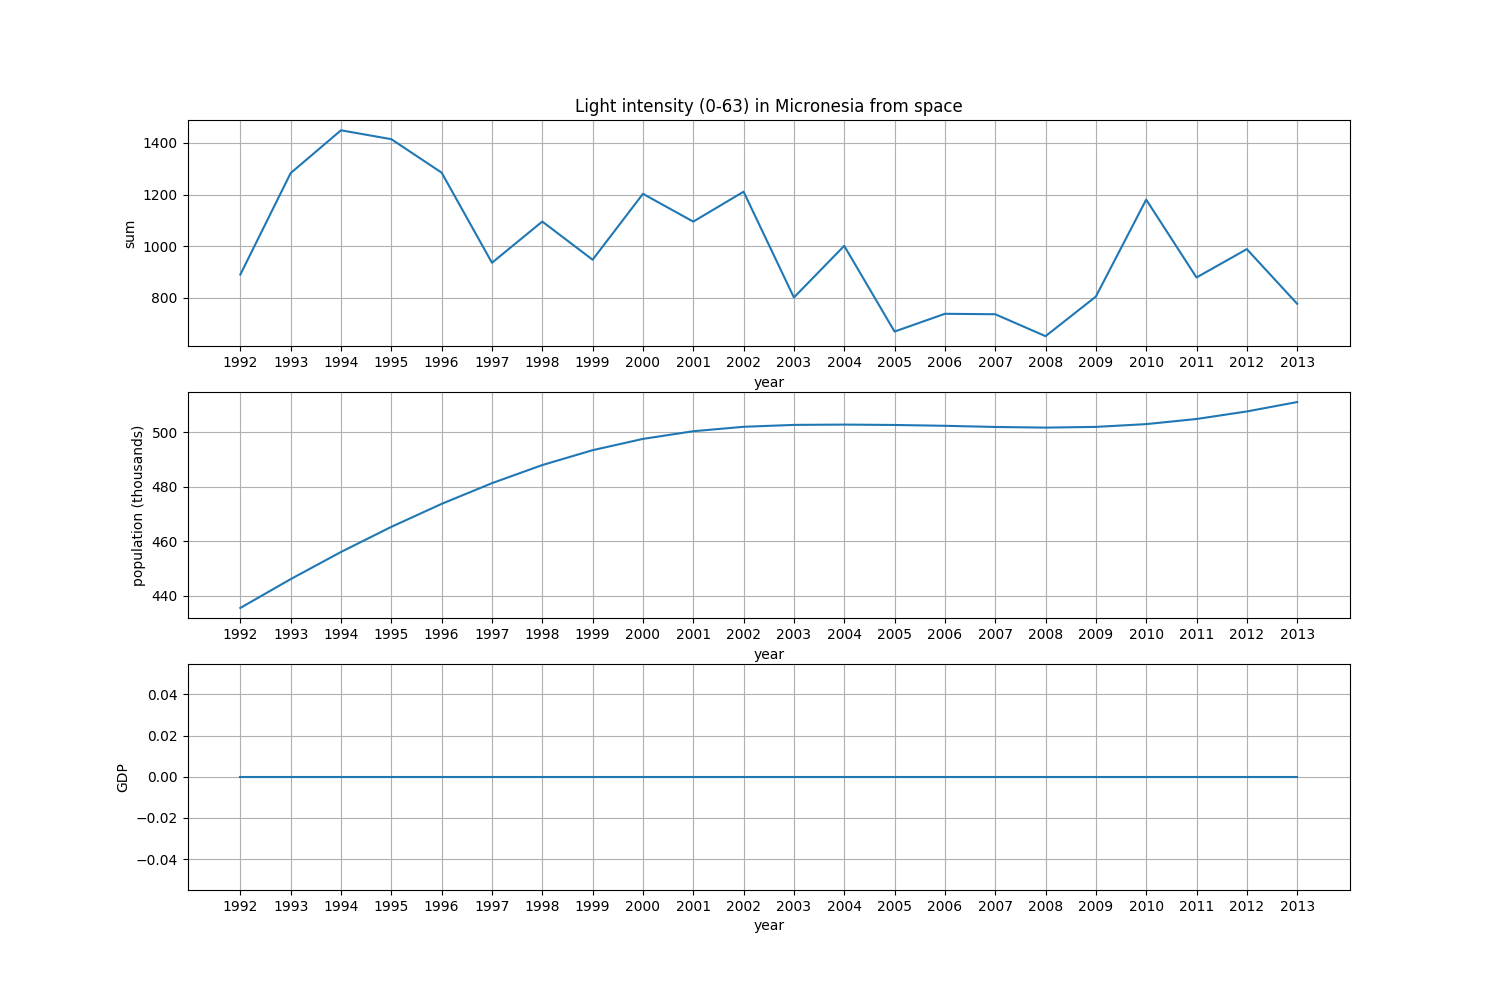 Light intensity (0-63) in Micronesia from space
1400
1200
1000
800
sum
1992 1993 1994 1995 1996 1997 1998 1999 2000 2001 2002 2003 2004 2005 2006 2007 2008 2009 2010 2011 2012 2013
year
500
480
460
440
population (thousands)
1992 1993 1994 1995 1996 1997 1998 1999 2000 2001 2002 2003 2004 2005 2006 2007 2008 2009 2010 2011 2012 2013
year
0.04
0.02
0.00
−0.02
−0.04
GDP
1992 1993 1994 1995 1996 1997 1998 1999 2000 2001 2002 2003 2004 2005 2006 2007 2008 2009 2010 2011 2012 2013
year